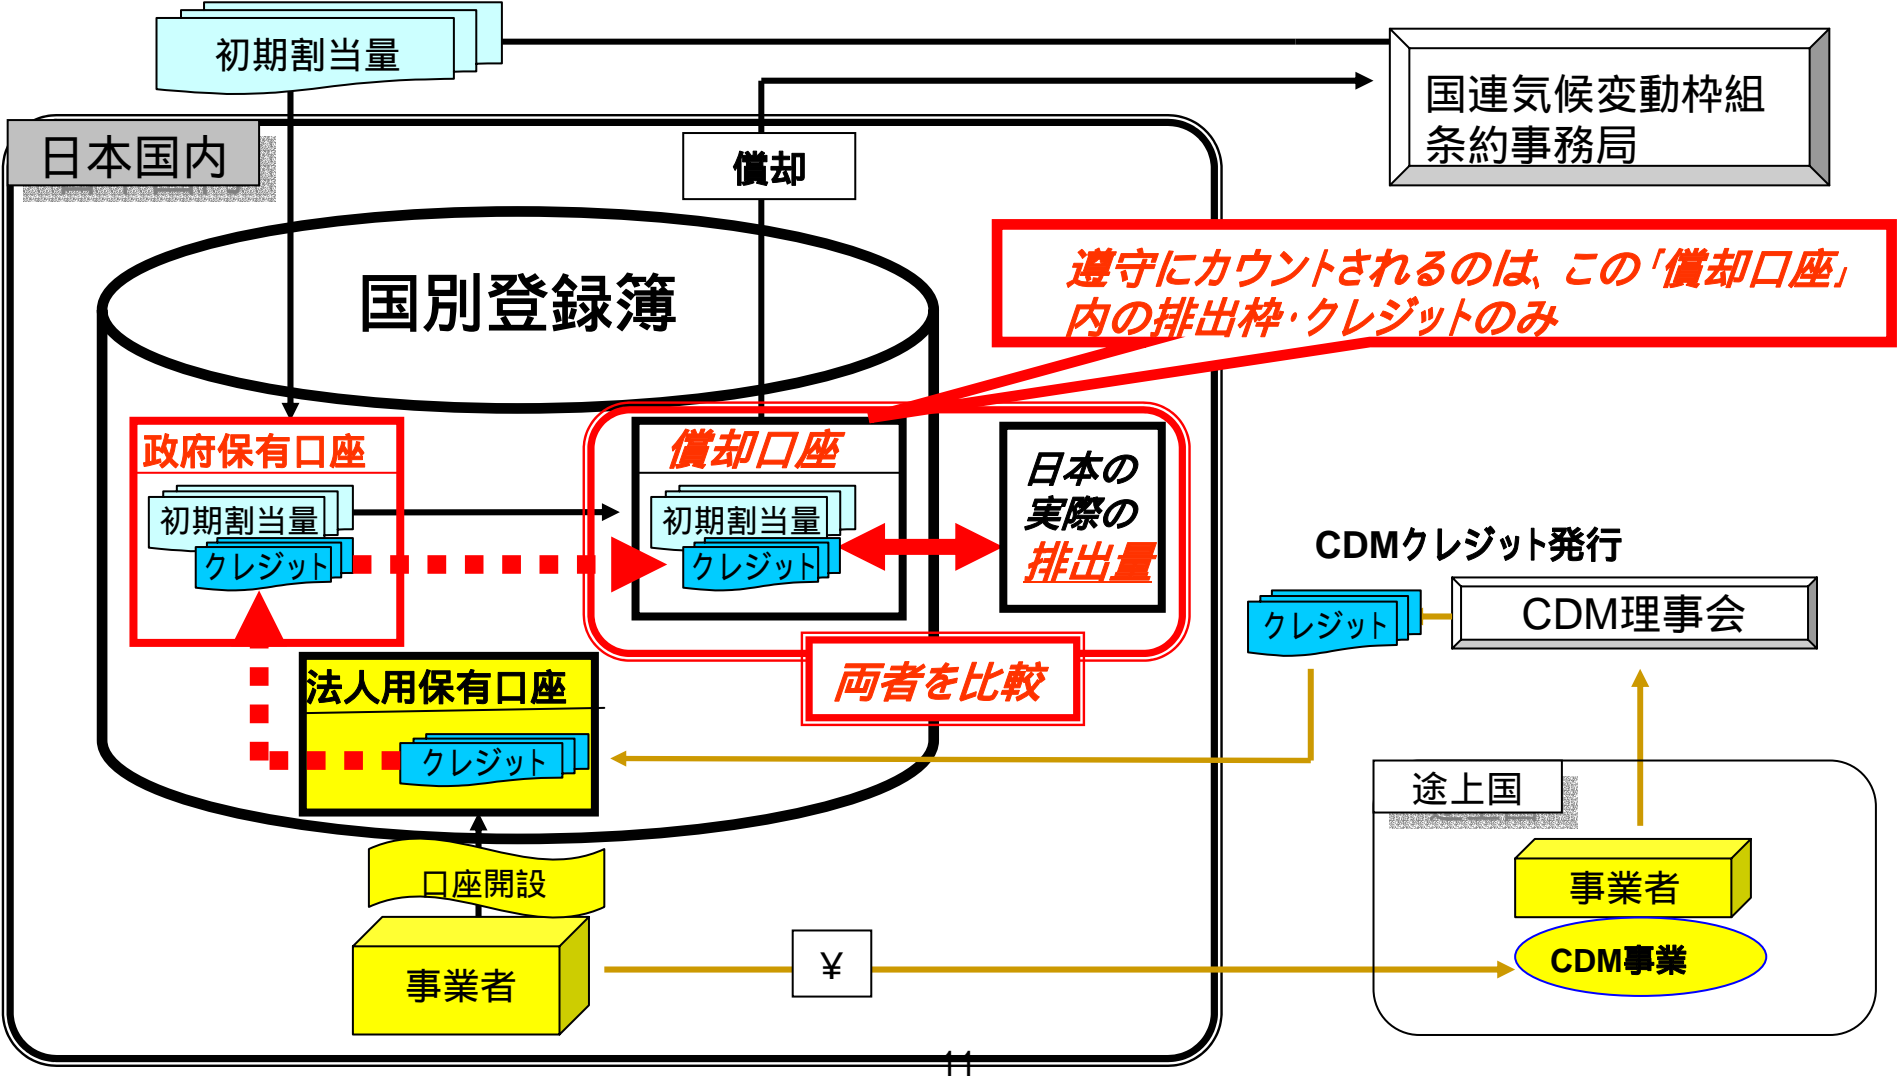 初期割当量
国連気候変動枠組
条約事務局
日本国内
償却
国別登録簿
遵守にカウントされるのは、この「償却口座」
内の排出枠・クレジットのみ
政府保有口座
初期割当量
クレジット
償却口座
初期割当量
クレジット
日本の
実際の
排出量
両者を比較
CDMクレジット発行
クレジット
CDM理事会
法人用保有口座
クレジット
口座開設
事業者
¥
途上国
事業者
CDM事業
11